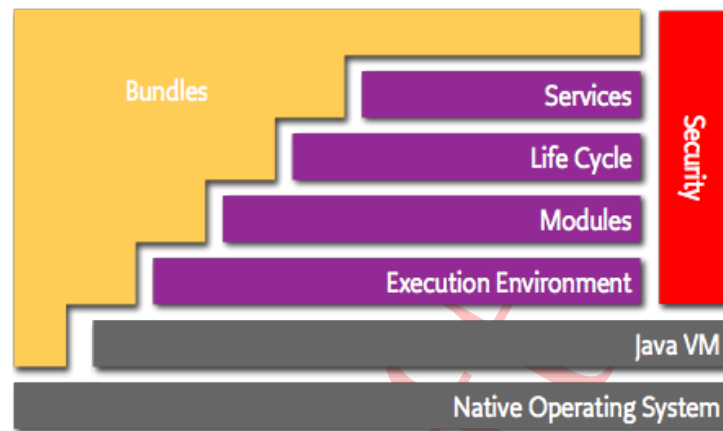 Bundles
Services
Life Cycle
Modules
Execution Environment
Security
Java VM
Native Operating System